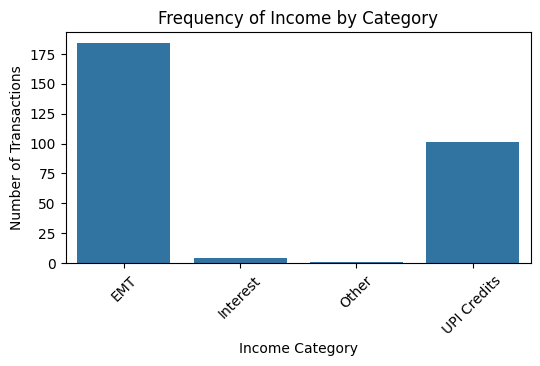 Frequency of Income by Category
Number of Transactions
175
150
125
100
75
50
25
0
EMT
Interest
Other
UPI Credits
Income Category